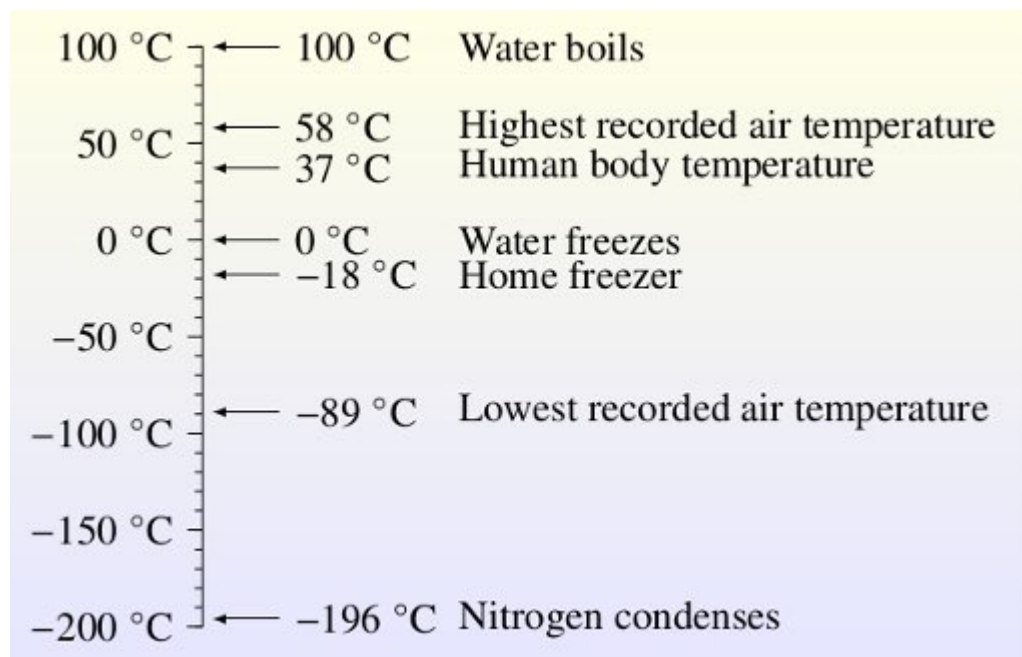 100 °C 100 °C Water boils
58 °C Highest recorded air temperature
50 °C
37 °C Human body temperature
0 °C 0 °C Water freezes
−18 °C Home freezer
−50 °C
−89 °C Lowest recorded air temperature
−100 °C
−150 °C
−200 °C −196 °C Nitrogen condenses